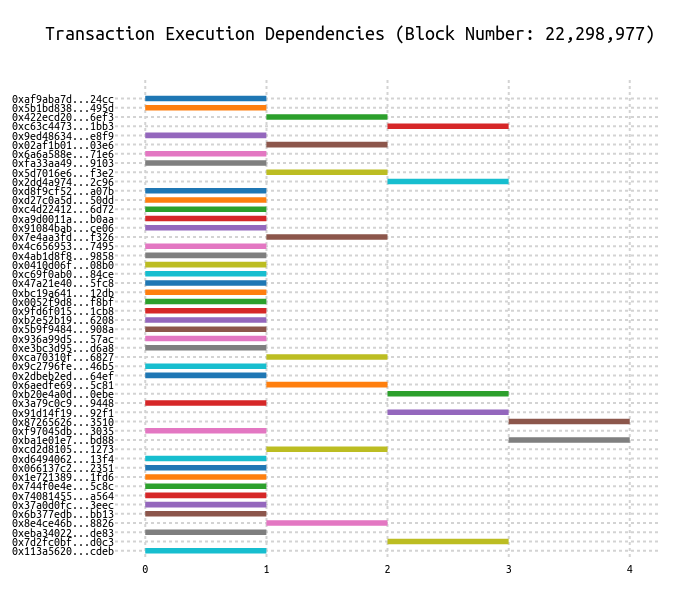 Transaction Execution Dependencies (Block Number: 22,298,977)
0xaf9aba7d...24cc
0x5b1bd838...495d
0x422ecd20...6ef3
0xc63c4473...1bb3
0x9ed48634...e8f9
0x02af1b01...03e6
0x6a6a588e...71e6
0xfa33aa49...9103
0x5d7016e6...f3e2
0x2dd4a974...2c96
0xd8f9cf52...a07b
0xd27c0a5d...50dd
0xc4d22412...6d72
0xa9d0011a...b0aa
0x91084bab...ce06
0x7e4aa3fd...f326
0x4c656953...7495
0x4ab1d8f8...9858
0x0410d06f...08b0
0xc69f0ab0...84ce
0x47a21e40...5fc8
0xbc19a641...12db
0x0052f9d8...f8bf
0x9fd6f015...1cb8
0xb2e52b19...6208
0x5b9f9484...908a
0x936a99d5...57ac
0xe3bc3d95...d6a8
0xca70310f...6827
0x9c2796fe...46b5
0x2dbeb2ed...64ef
0x6aedfe69...5c81
0xb20e4a0d...0ebe
0x3a79c0c9...9448
0x91d14f19...92f1
0x87265626...3510
0xf97045db...3035
0xba1e01e7...bd88
0xcd2d8105...1273
0xd6494062...13f4
0x066137c2...2351
0x1e721389...1fd6
0x744f0e4e...5c8c
0x74081455...a564
0x37a0d0fc...3eec
0x6b377edb...bb13
0x8e4ce46b...8826
0xeba34022...de83
0x7d2fc0bf...d0c3
0x113a5620...cdeb
0 1 2 3 4